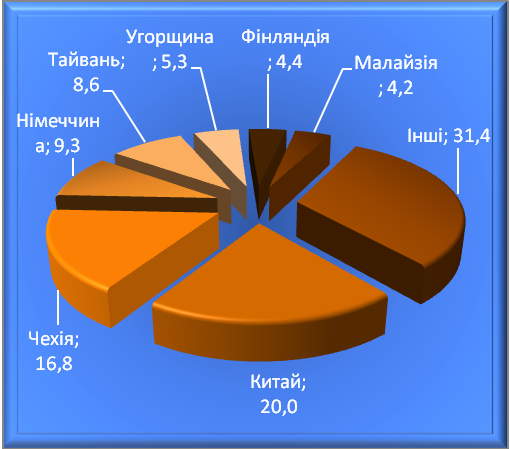 Угорщина
; 5,3
Фінляндія
; 4,4
Тайвань;
8,6
Малайзія
; 4,2
Німеччин
а; 9,3
Інші; 31,4
Чехія;
16,8
Китай;
20,0